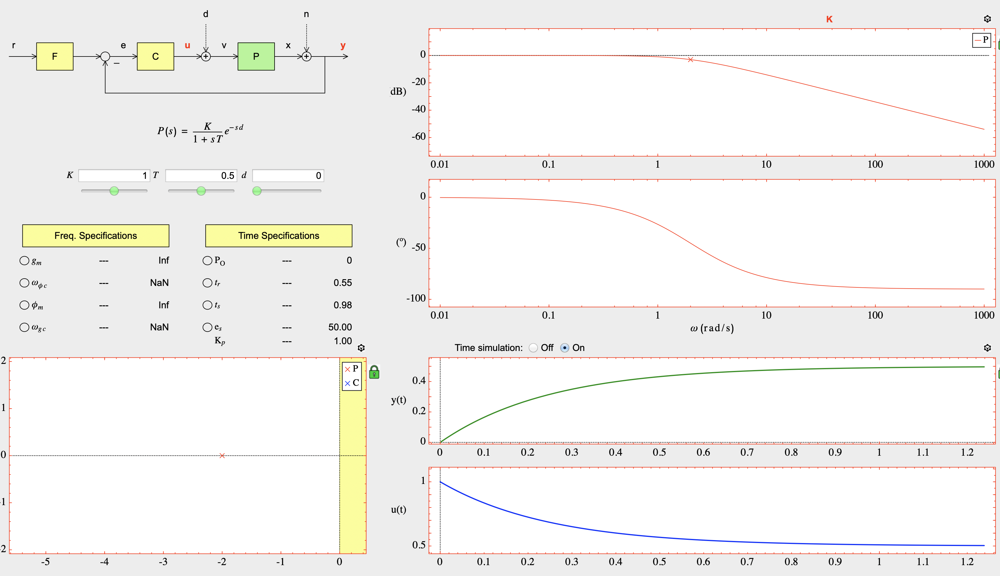 d
n
r
F
e
C
u
v
P
x
y
+
+
−
P(s) = K / (1 + sT) e^{−sd}
K 1 T 0.5 d 0
Freq. Specifications
g_m --- Inf
ω_{ϕc} --- NaN
ϕ_m --- Inf
ω_{gc} --- NaN
Time Specifications
P_O --- 0
t_r --- 0.55
t_s --- 0.98
e_s --- 50.00
K_p --- 1.00
2
1
0
-1
-2
-5 -4 -3 -2 -1 0
P
C
K
P
dB)
0
-20
-40
-60
0.01 0.1 1 10 100 1000
(º)
0
-50
-100
0.01 0.1 1 10 100 1000
ω (rad/s)
Time simulation: Off On
y(t)
0.4
0.2
0
0 0.1 0.2 0.3 0.4 0.5 0.6 0.7 0.8 0.9 1 1.1 1.2
u(t)
1
0.5
0 0.1 0.2 0.3 0.4 0.5 0.6 0.7 0.8 0.9 1 1.1 1.2